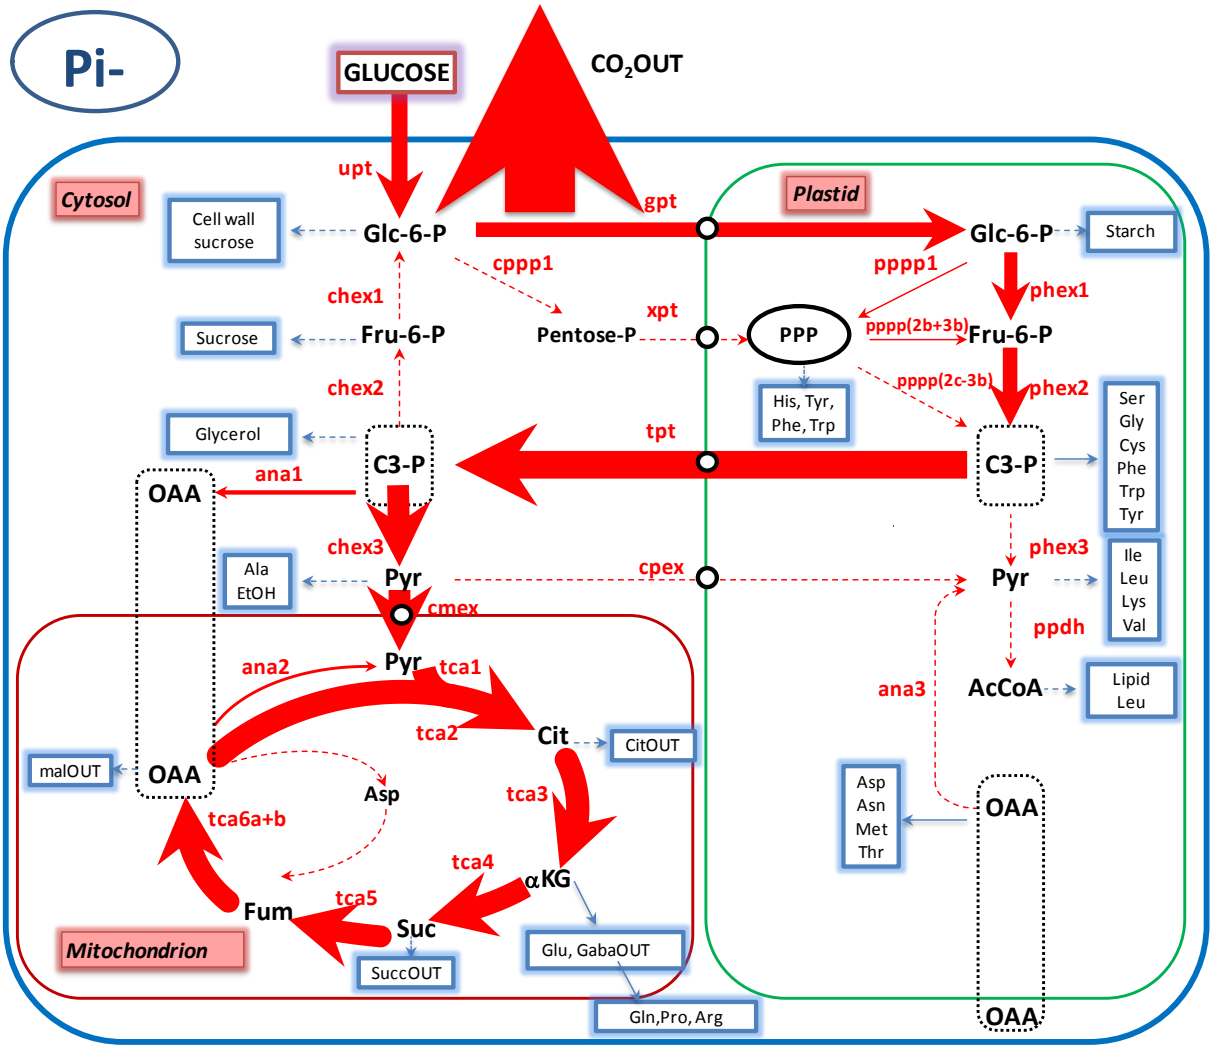 Pi-
GLUCOSE
CO2OUT
upt
Cytosol
Plastid
gpt
Cell wall
sucrose
Glc-6-P
Glc-6-P
Starch
cppp1
pppp1
chex1
phex1
xpt
Sucrose
Fru-6-P
Pentose-P
PPP
pppp(2b+3b)
Fru-6-P
chex2
pppp(2c-3b)
phex2
His, Tyr,
Phe, Trp
Ser
Gly
Cys
Phe
Trp
Tyr
Glycerol
tpt
C3-P
C3-P
ana1
OAA
chex3
phex3
Ala
EtOH
Pyr
cpex
Pyr
Ile
Leu
Lys
Val
cmex
ppdh
Pyr
ana2
tca1
AcCoA
Lipid
Leu
ana3
tca2
Cit
CitOUT
malOUT
OAA
Asp
tca3
Asp
Asn
Met
Thr
OAA
tca6a+b
tca4
αKG
tca5
Fum
Suc
Mitochondrion
Glu, GabaOUT
SuccOUT
Gln,Pro, Arg
OAA